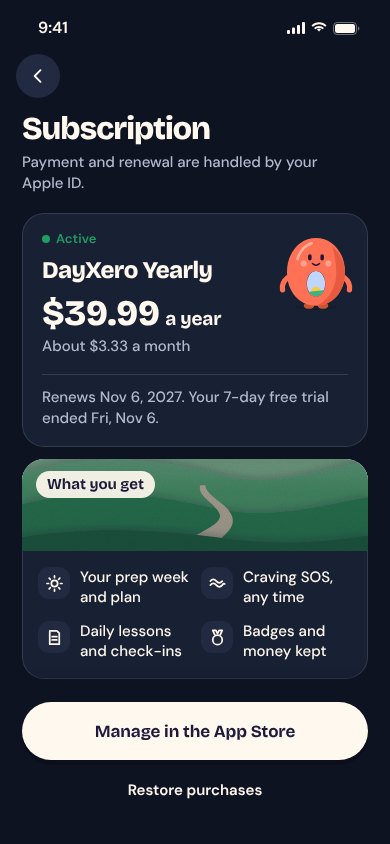 9:41
Subscription
Payment and renewal are handled by your
Apple ID.
Active
DayXero Yearly
$39.99 a year
About $3.33 a month
Renews Nov 6, 2027. Your 7-day free trial
ended Fri, Nov 6.
What you get
Your prep week
and plan
Craving SOS,
any time
Daily lessons
and check-ins
Badges and
money kept
Manage in the App Store
Restore purchases